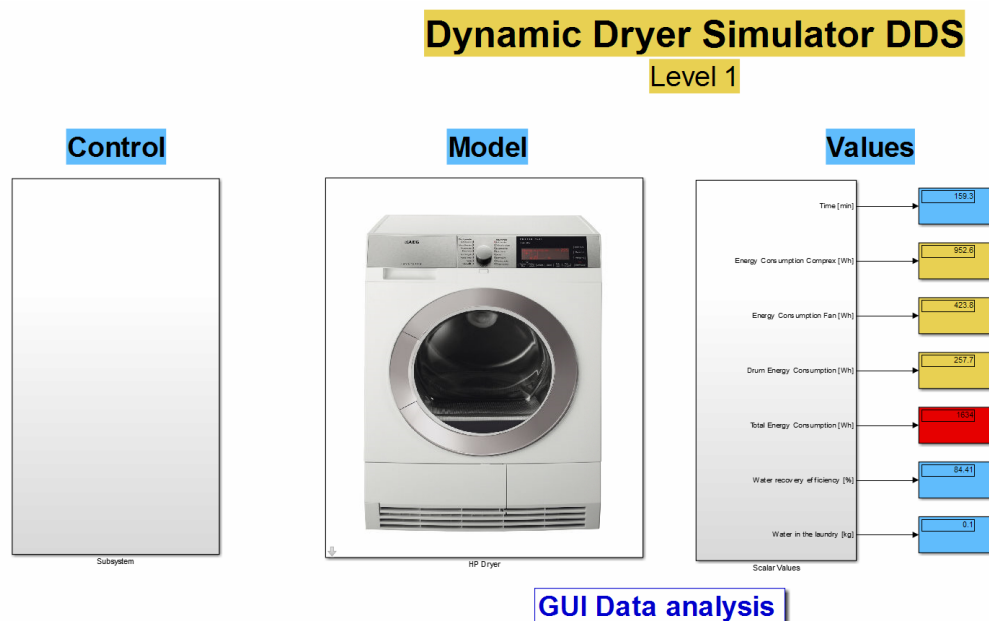 Dynamic Dryer Simulator DDS
Level 1
Control
Model
Values
AEG
Time [min]
159.3
Energy Consumption Comprex [Wh]
952.6
Energy Consumption Fan [Wh]
423.8
Drum Energy Consumption [Wh]
257.7
Total Energy Consumption [Wh]
1634
Water recovery efficiency [%]
84.41
Water in the laundry [kg]
0.1
Subsystem
HP Dryer
Scalar Values
GUI Data analysis